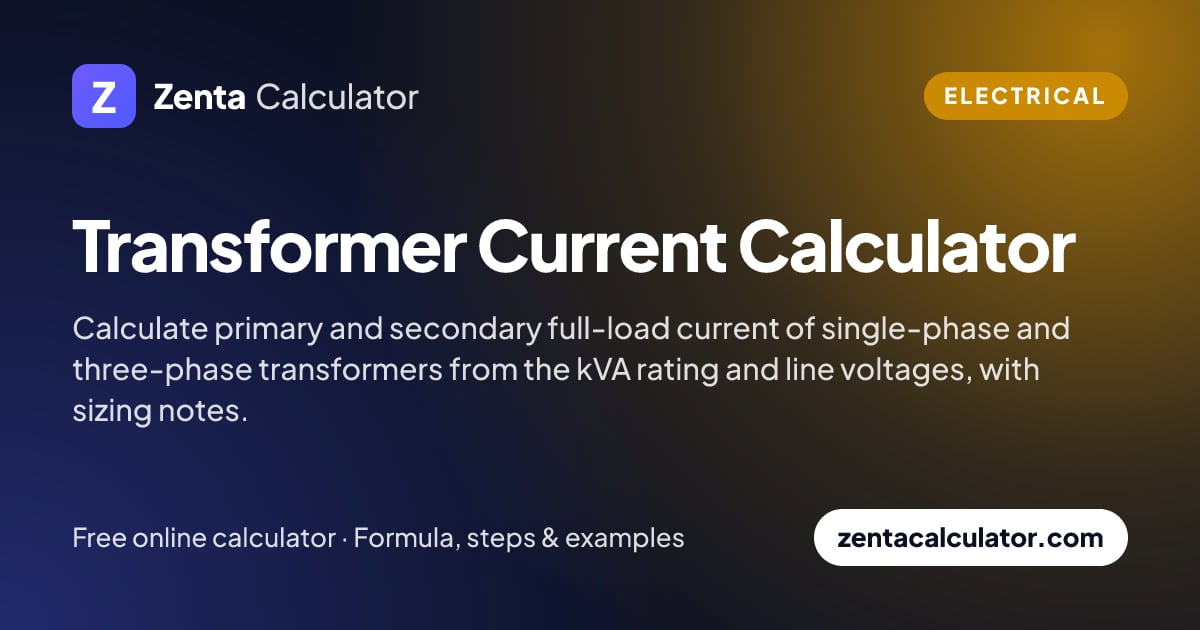 Z
Zenta Calculator
ELECTRICAL
Transformer Current Calculator
Calculate primary and secondary full-load current of single-phase and
three-phase transformers from the kVA rating and line voltages, with
sizing notes.
Free online calculator · Formula, steps & examples
zentacalculator.com